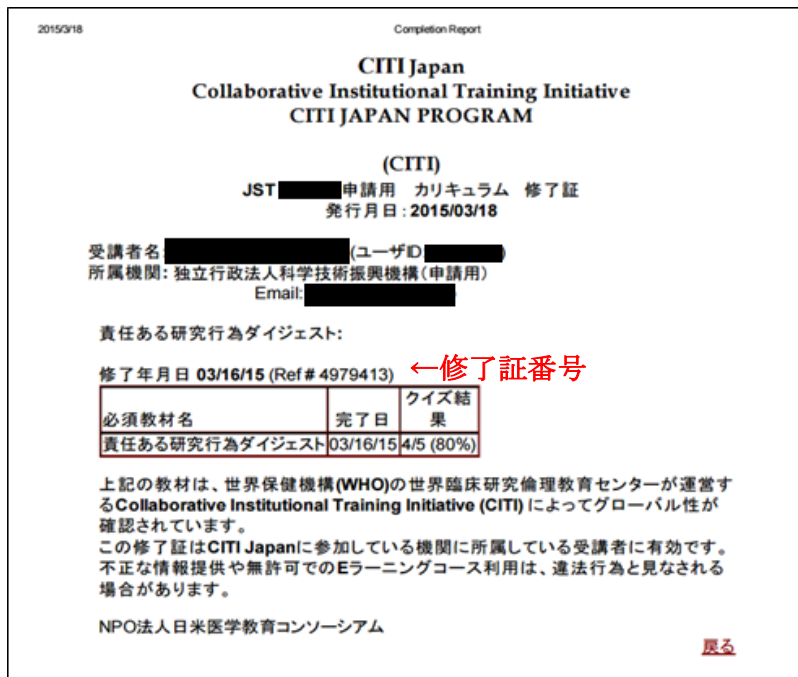 2015/3/18 Completion Report
CITI Japan
Collaborative Institutional Training Initiative
CITI JAPAN PROGRAM
(CITI)
JST 申請用 カリキュラム 修了証
発行月日:2015/03/18
受講者名: (ユーザID )
所属機関: 独立行政法人科学技術振興機構(申請用)
Email:
責任ある研究行為ダイジェスト:
修了年月日 03/16/15 (Ref # 4979413) ←修了証番号
必須教材名 完了日 クイズ結果
責任ある研究行為ダイジェスト 03/16/15 4/5 (80%)
上記の教材は、世界保健機構(WHO)の世界臨床研究倫理教育センターが運営す
るCollaborative Institutional Training Initiative (CITI) によってグローバル性が
確認されています。
この修了証はCITI Japanに参加している機関に所属している受講者に有効です。
不正な情報提供や無許可でのEラーニングコース利用は、違法行為と見なされる
場合があります。
NPO法人日米医学教育コンソーシアム
戻る